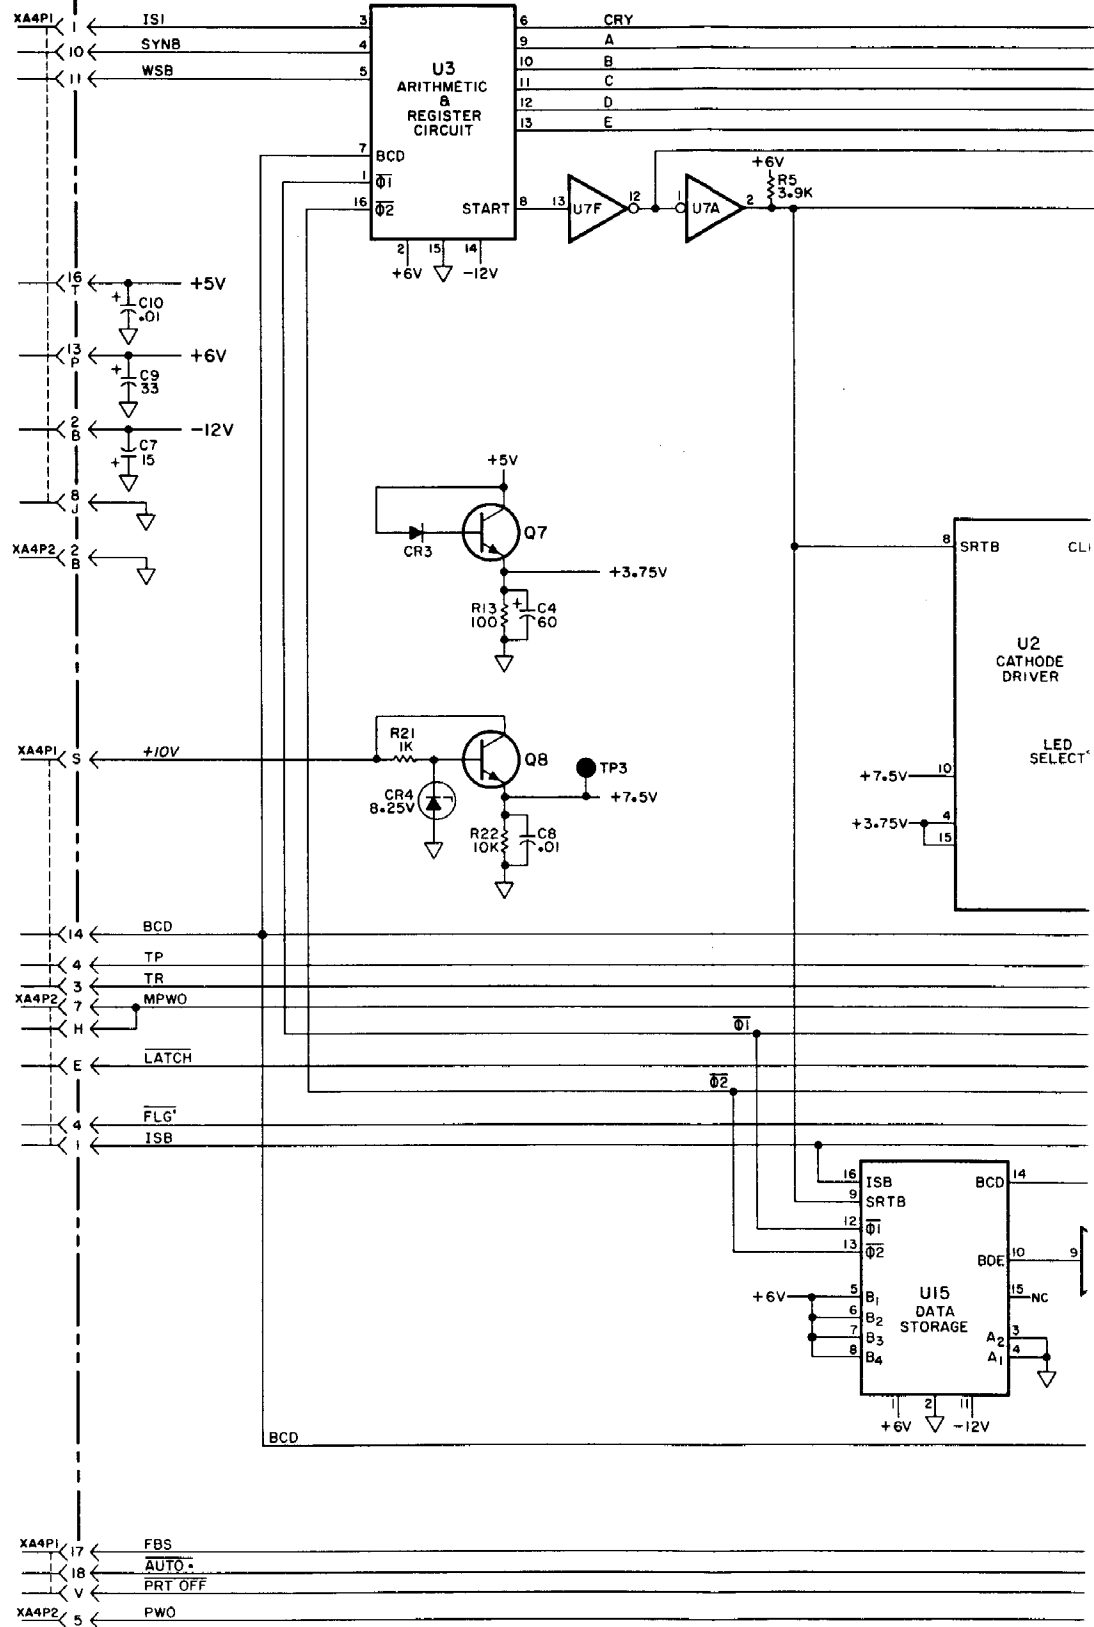 XA4P1 1 ISI 3 6 CRY
10 SYNB 4 9 A
11 WSB 5 10 B
U3
ARITHMETIC
&
REGISTER
CIRCUIT
11 C
12 D
13 E
7 BCD
1 Φ1
16 Φ2
START 8 13 U7F 12 1 U7A 2
+6V
R5
3.9K
2 15 14
+6V -12V
16
T
+5V
+ C10
.01
13
P
+6V
+ C9
33
2
B
-12V
C7
+ 15
8
J
XA4P2 2
B
+5V
Q7
CR3
+3.75V
R13
100
+ C4
60
8 SRTB CLI
U2
CATHODE
DRIVER
LED
SELECT
10
+7.5V
4
+3.75V
15
XA4P1 S +10V
R21
1K
Q8
TP3
CR4
8.25V
+7.5V
R22
10K
C8
.01
14 BCD
4 TP
3 TR
XA4P2 7 MPWO
H
Φ1
E LATCH
Φ2
4 FLG'
1 ISB
16 ISB BCD 14
9 SRTB
12 Φ1
13 Φ2
BDE 10 9
U15
DATA
STORAGE
15 NC
+6V 5 B1
6 B2
7 B3
8 B4
A2 3
A1 4
1 2 11
+6V -12V
BCD
XA4P1 17 FBS
18 AUTO •
V PRT OFF
XA4P2 5 PWO